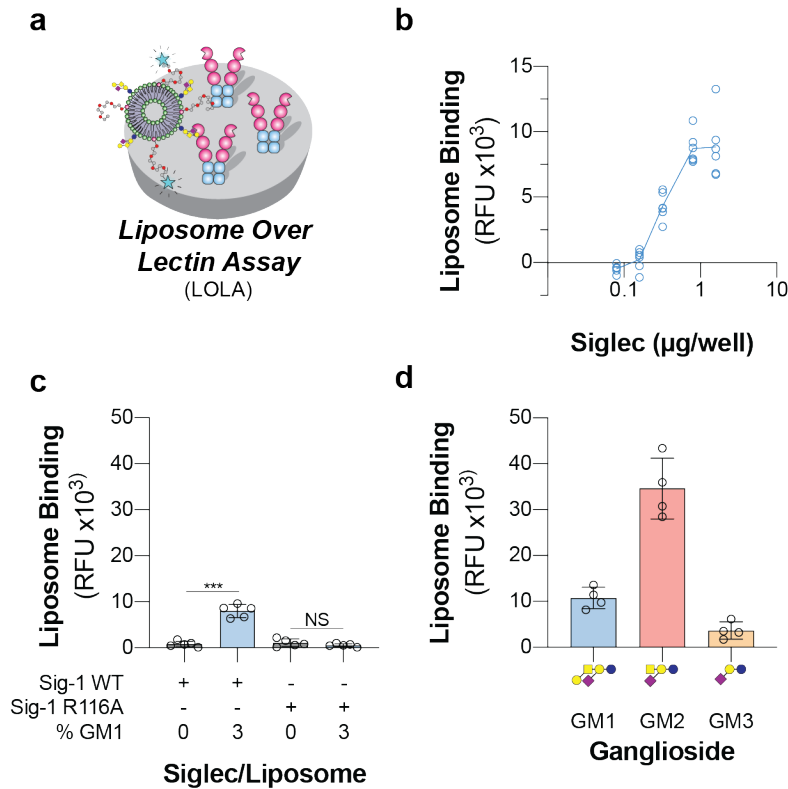 a
Liposome Over
Lectin Assay
(LOLA)
b
Liposome Binding
(RFU x10³)
15
10
5
0
0.1 1 10
Siglec (µg/well)
c
Liposome Binding
(RFU x10³)
50
40
30
20
10
0
***
NS
Sig-1 WT + + - -
Sig-1 R116A - - + +
% GM1 0 3 0 3
Siglec/Liposome
d
Liposome Binding
(RFU x10³)
50
40
30
20
10
0
GM1 GM2 GM3
Ganglioside